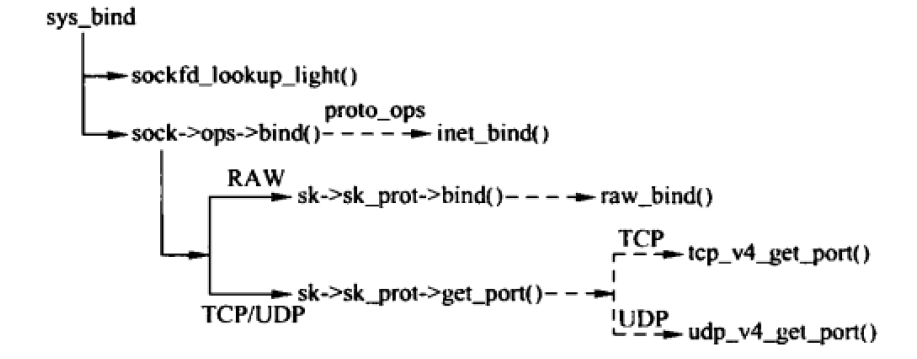 sys_bind
sockfd_lookup_light()
proto_ops
sock->ops->bind() inet_bind()
RAW
sk->sk_prot->bind() raw_bind()
TCP
tcp_v4_get_port()
sk->sk_prot->get_port()
TCP/UDP
UDP
udp_v4_get_port()